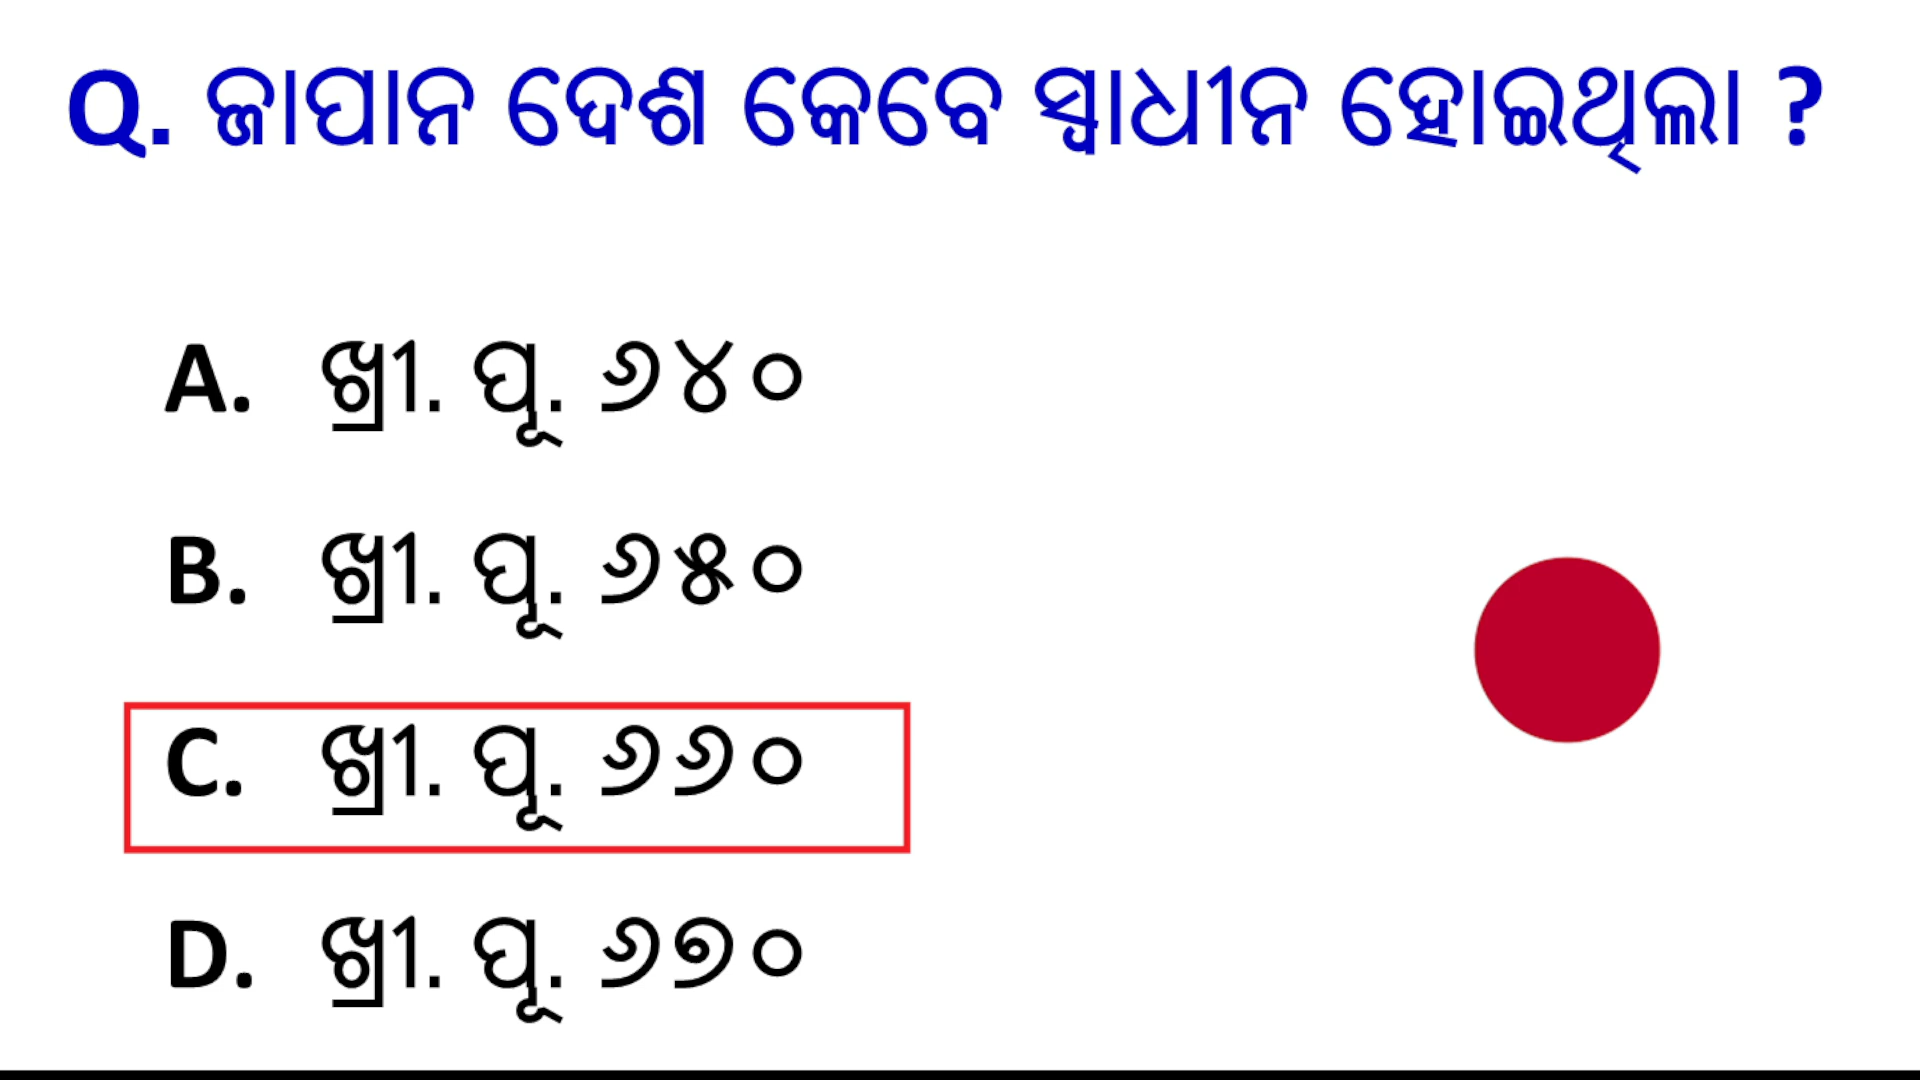 Q. ଜାପାନ ଦେଶ କେବେ ସ୍ଵାଧୀନ ହୋଇଥିଲା ?
A. ଖ୍ରୀ. ପୂ. ୬୪୦
B. ଖ୍ରୀ. ପୂ. ୬୫୦
C. ଖ୍ରୀ. ପୂ. ୬୬୦
D. ଖ୍ରୀ. ପୂ. ୬୭୦